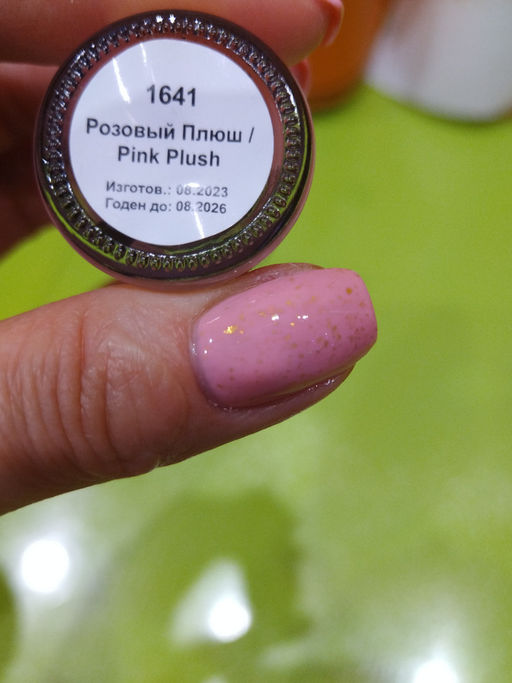 1641
Розовый Плюш /
Pink Plush
Изготов.: 08.2023
Годен до: 08.2026